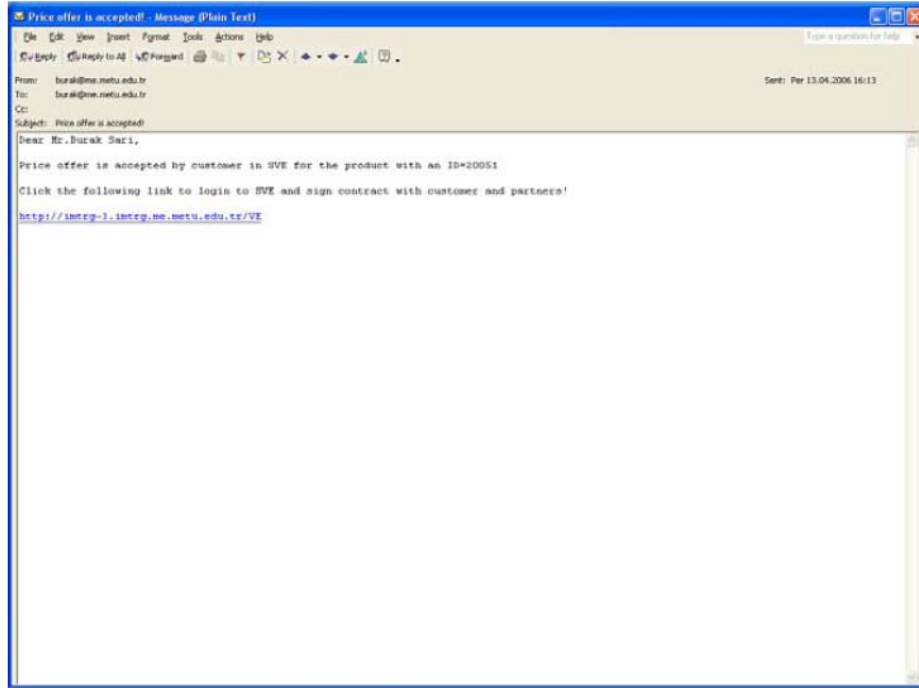 Price offer is accepted! - Message (Plain Text)
File Edit View Insert Format Tools Actions Help
Type a question for help
Reply Reply to All Forward
From: burak@me.metu.edu.tr
Sent: Per 13.04.2006 16:13
To: burak@me.metu.edu.tr
Cc:
Subject: Price offer is accepted!
Dear Mr.Burak Sari,
Price offer is accepted by customer in SVE for the product with an ID=20051
Click the following link to login to SVE and sign contract with customer and partners!
http://imtrg-3.imtrg.me.metu.edu.tr/VE